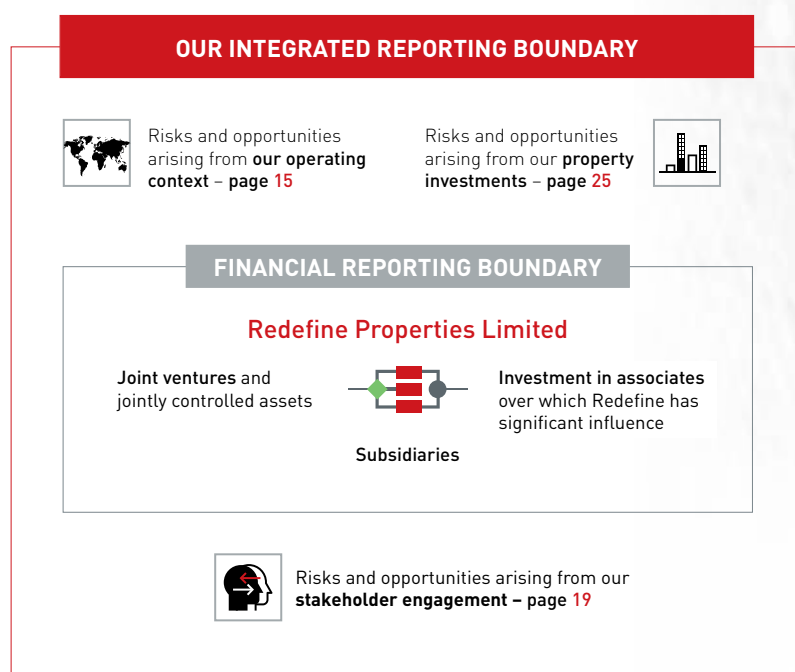 OUR INTEGRATED REPORTING BOUNDARY
Risks and opportunities
arising from our operating
context – page 15
Risks and opportunities
arising from our property
investments – page 25
FINANCIAL REPORTING BOUNDARY
Redefine Properties Limited
Joint ventures and
jointly controlled assets
Subsidiaries
Investment in associates
over which Redefine has
significant influence
Risks and opportunities arising from our
stakeholder engagement – page 19